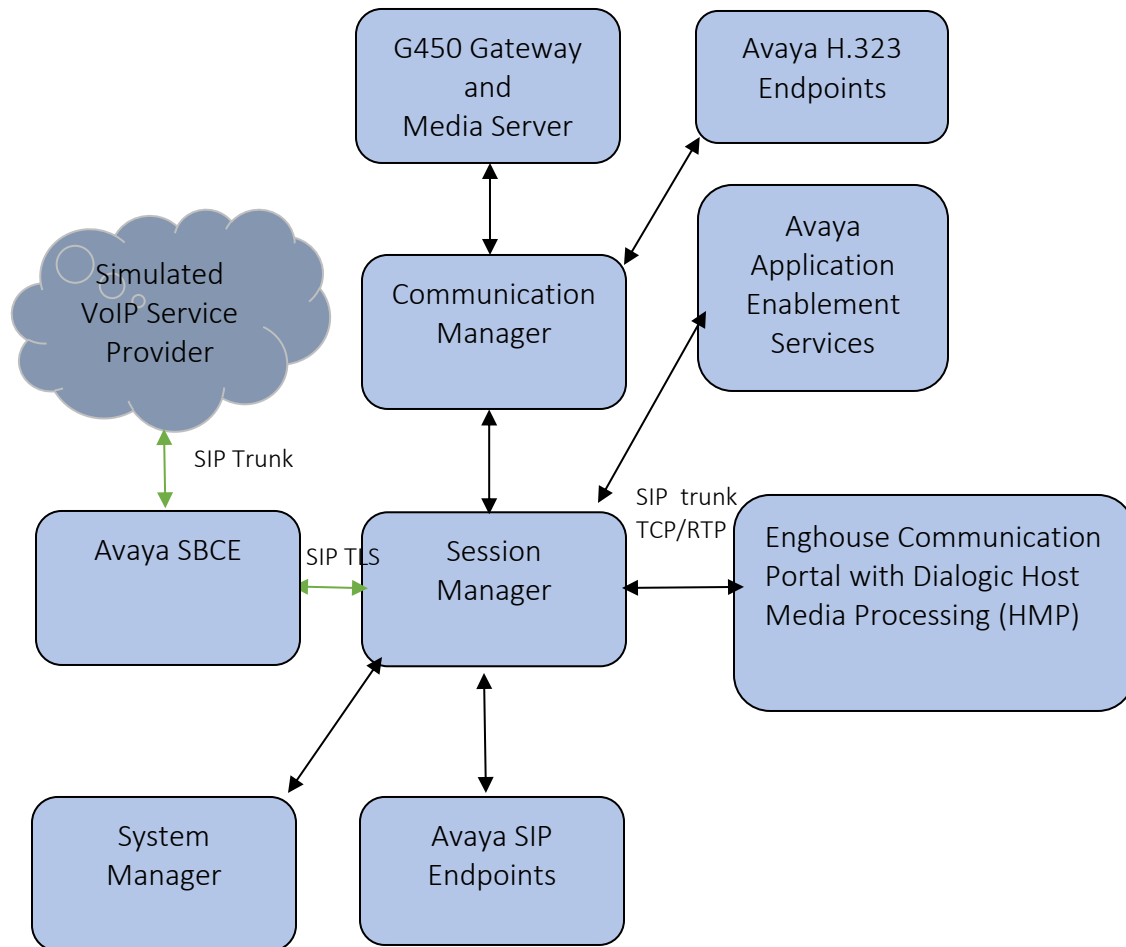 G450 Gateway
and
Media Server
Avaya H.323
Endpoints
Avaya
Application
Enablement
Services
Simulated
VoIP Service
Provider
Communication
Manager
SIP Trunk
SIP trunk
TCP/RTP
Avaya SBCE
SIP TLS
Session
Manager
Enghouse Communication
Portal with Dialogic Host
Media Processing (HMP)
System
Manager
Avaya SIP
Endpoints